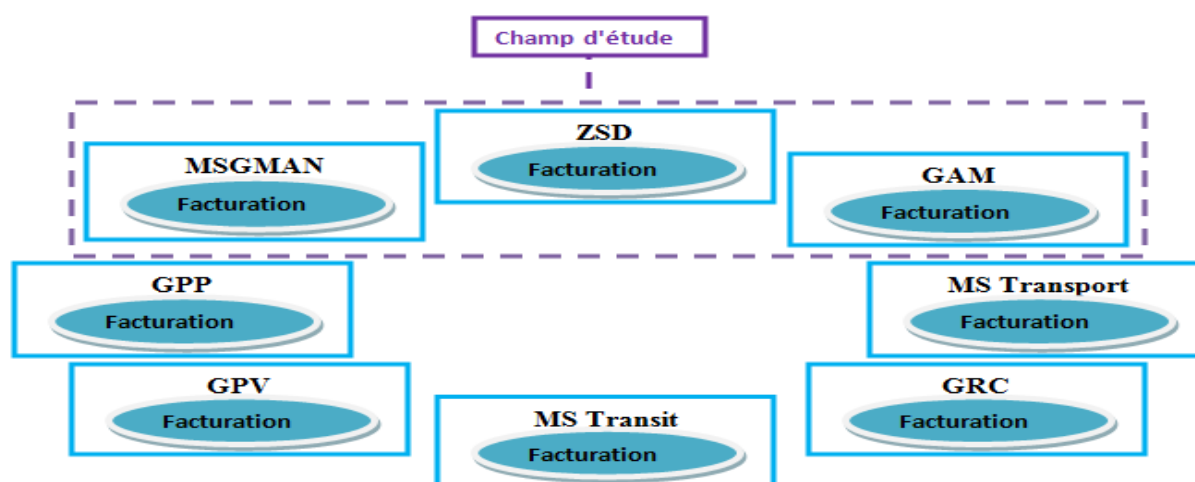 Champ d'étude
ZSD
Facturation
MSGMAN
Facturation
GAM
Facturation
GPP
Facturation
MS Transport
Facturation
GPV
Facturation
GRC
Facturation
MS Transit
Facturation